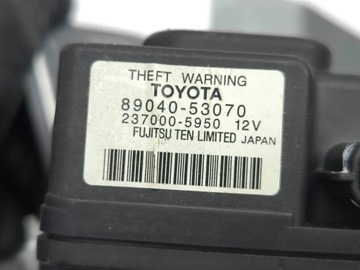 THEFT WARNING
TOYOTA
89040-53070
237000-5950 12V
FUJITSU TEN LIMITED JAPAN